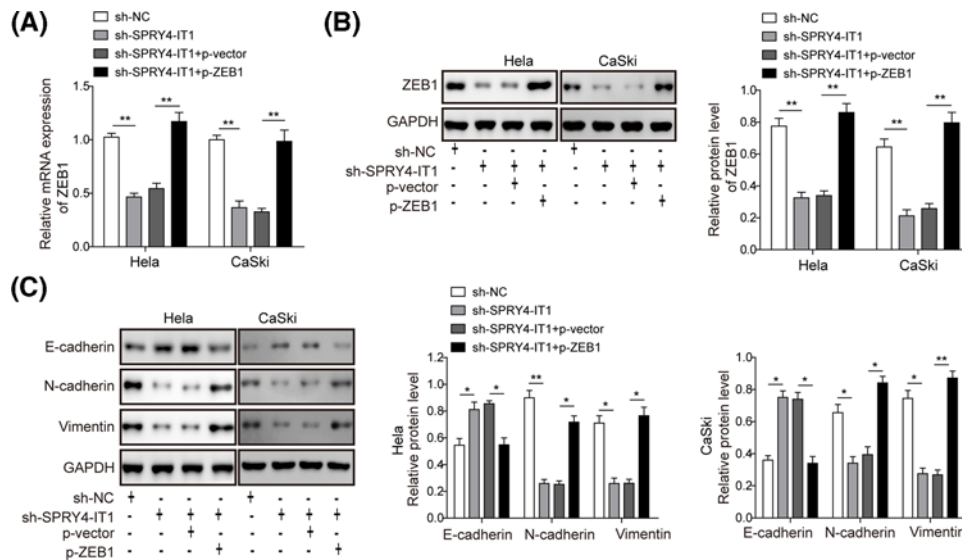 (A)
sh-NC
sh-SPRY4-IT1
sh-SPRY4-IT1+p-vector
sh-SPRY4-IT1+p-ZEB1
Relative mRNA expression
of ZEB1
1.5
1.0
0.5
0.0
** ** ** **
Hela CaSki
(B)
Hela CaSki
ZEB1
GAPDH
sh-NC + - - - + - - -
sh-SPRY4-IT1 - + + + - + + +
p-vector - - + - - - + -
p-ZEB1 - - - + - - - +
sh-NC
sh-SPRY4-IT1
sh-SPRY4-IT1+p-vector
sh-SPRY4-IT1+p-ZEB1
Relative protein level
of ZEB1
1.0
0.8
0.6
0.4
0.2
0.0
** ** ** **
Hela CaSki
(C)
Hela CaSki
E-cadherin
N-cadherin
Vimentin
GAPDH
sh-NC + - - - + - - -
sh-SPRY4-IT1 - + + + - + + +
p-vector - - + - - - + -
p-ZEB1 - - - + - - - +
sh-NC
sh-SPRY4-IT1
sh-SPRY4-IT1+p-vector
sh-SPRY4-IT1+p-ZEB1
Hela
Relative protein level
1.2
1.0
0.8
0.6
0.4
0.2
0.0
* * ** * * *
E-cadherin N-cadherin Vimentin
CaSki
Relative protein level
1.0
0.8
0.6
0.4
0.2
0.0
* * * * * **
E-cadherin N-cadherin Vimentin